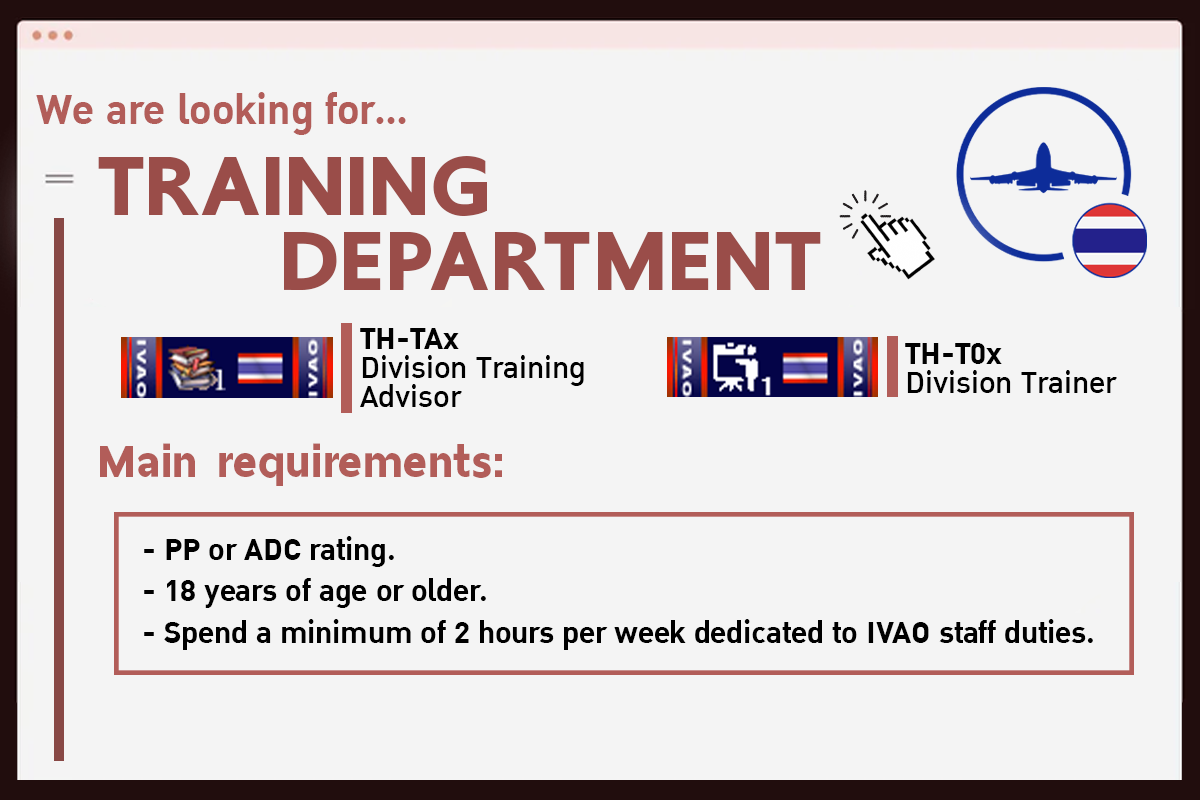 We are looking for...
TRAINING
DEPARTMENT
IVAO 1 IVAO
TH-TAx
Division Training
Advisor
IVAO 1 IVAO
TH-T0x
Division Trainer
Main requirements:
- PP or ADC rating.
- 18 years of age or older.
- Spend a minimum of 2 hours per week dedicated to IVAO staff duties.